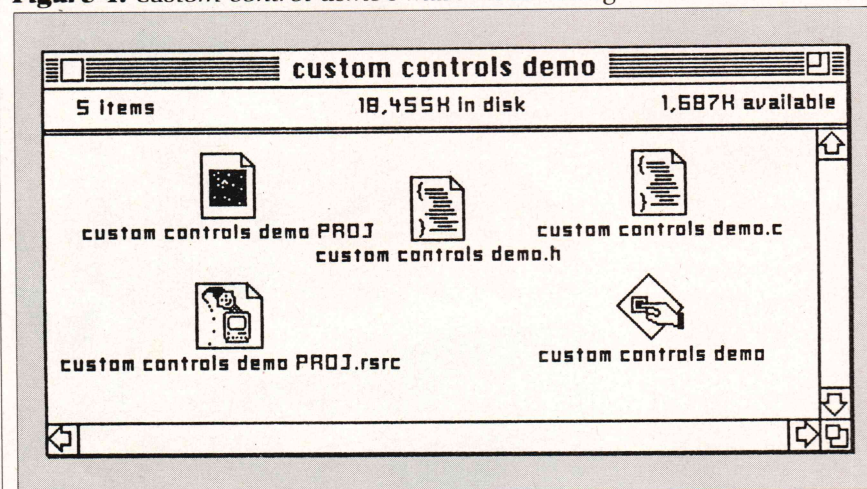 custom controls demo
5 items 18,455K in disk 1,687K available
custom controls demo PROJ
custom controls demo.c
custom controls demo.h
custom controls demo PROJ.rsrc
custom controls demo